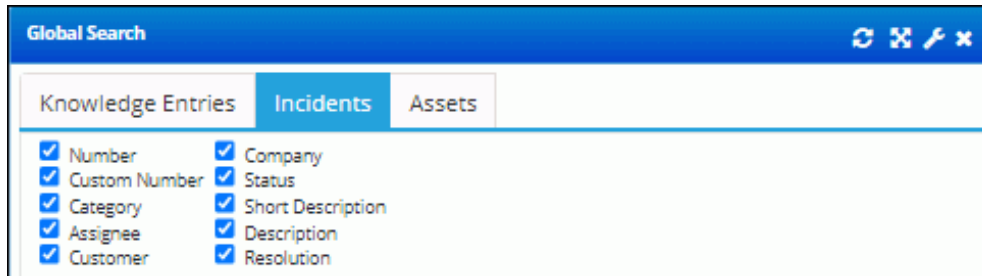 Global Search
Knowledge Entries Incidents Assets
Number Company
Custom Number Status
Category Short Description
Assignee Description
Customer Resolution